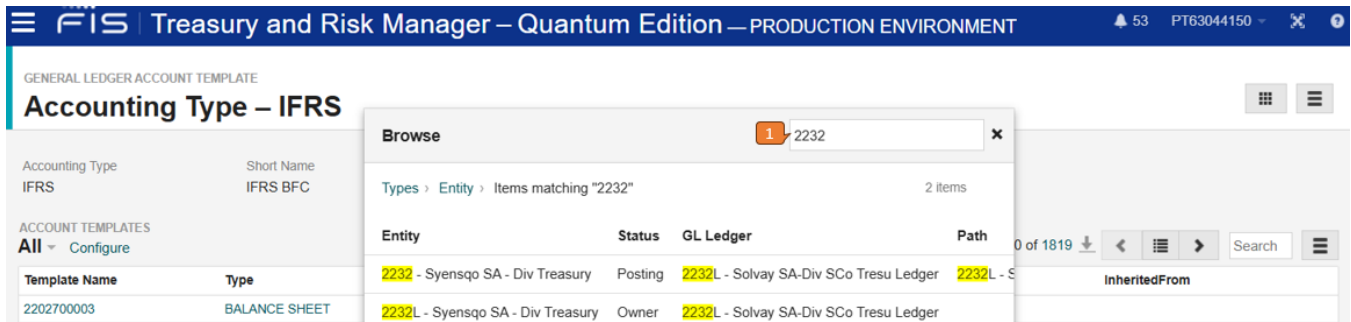 FIS Treasury and Risk Manager – Quantum Edition — PRODUCTION ENVIRONMENT 53 PT63044150
GENERAL LEDGER ACCOUNT TEMPLATE
Accounting Type – IFRS
Browse 1 2232
Accounting Type Short Name
IFRS IFRS BFC
Types › Entity › Items matching "2232" 2 items
ACCOUNT TEMPLATES
All Configure
Entity Status GL Ledger Path
0 of 1819 Search
Template Name Type InheritedFrom
2232 - Syensqo SA - Div Treasury Posting 2232L - Solvay SA-Div SCo Tresu Ledger 2232L - S
2202700003 BALANCE SHEET
2232L - Syensqo SA - Div Treasury Owner 2232L - Solvay SA-Div SCo Tresu Ledger